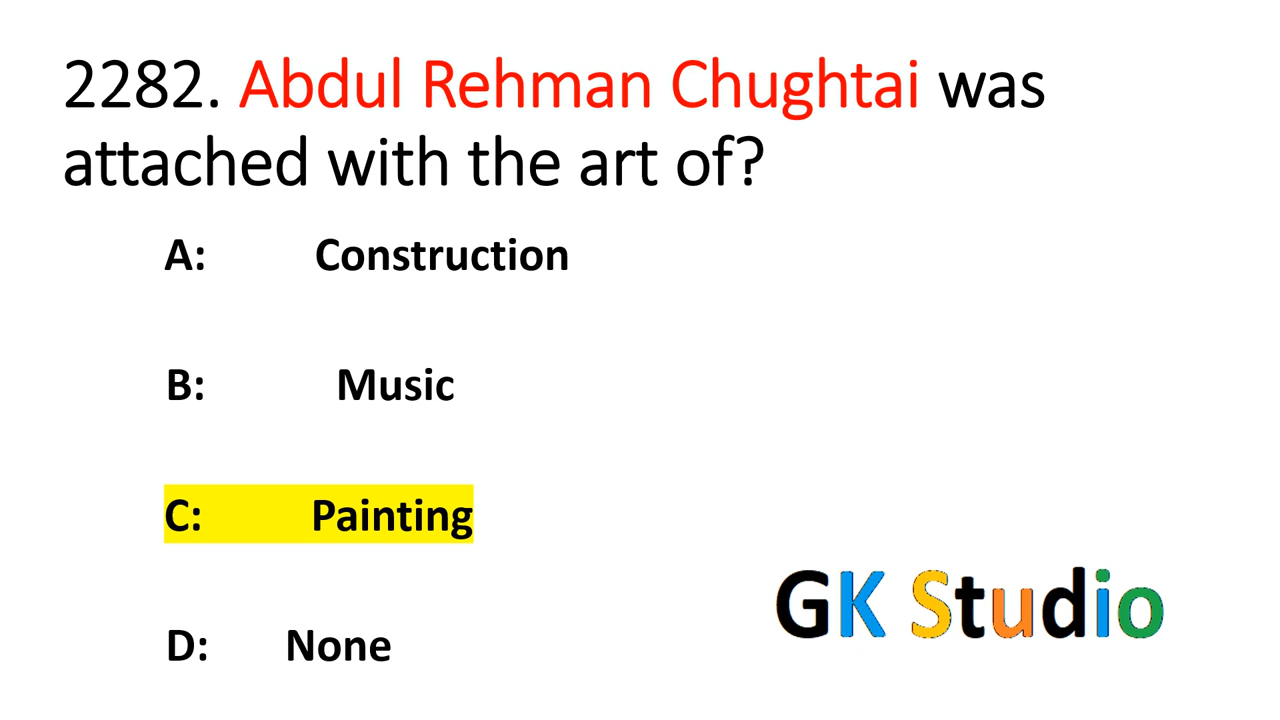 2282. Abdul Rehman Chughtai was
attached with the art of?
A: Construction
B: Music
C: Painting
D: None
GK Studio